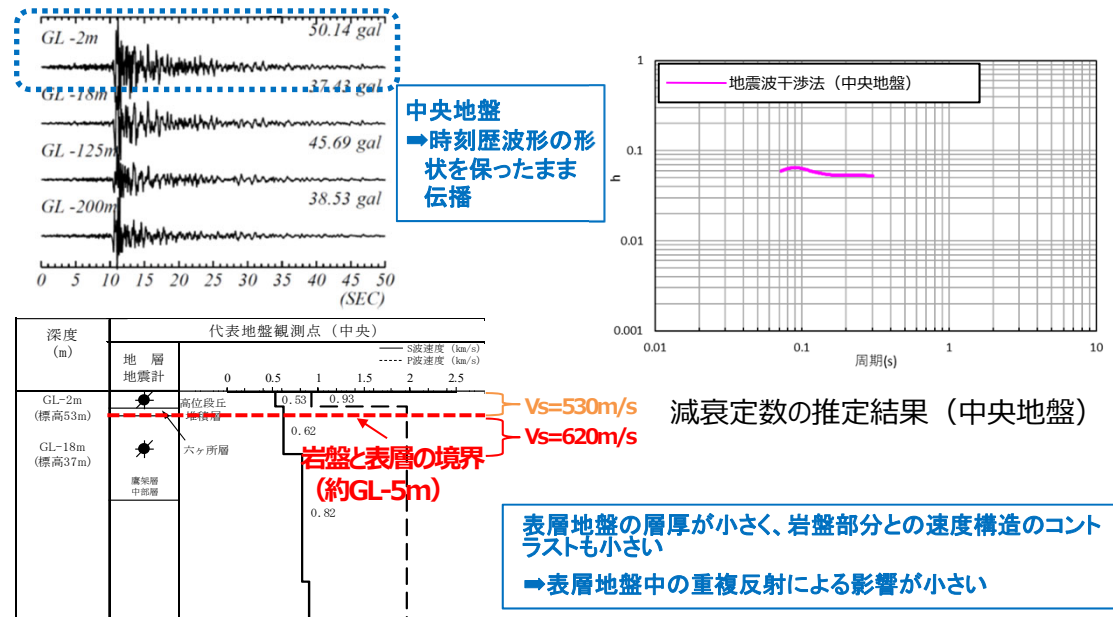 GL -2m
50.14 gal
37.43 gal
GL -18m
45.69 gal
GL -125m
38.53 gal
GL -200m
0 5 10 15 20 25 30 35 40 45 50
(SEC)
中央地盤
➡時刻歴波形の形
状を保ったまま
伝播
1
地震波干渉法（中央地盤）
0.1
h
0.01
0.001
0.01 0.1 1 10
周期(s)
減衰定数の推定結果（中央地盤）
深度
(m)
代表地盤観測点（中央）
地 層
地震計
S波速度 (km/s)
P波速度 (km/s)
0 0.5 1 1.5 2 2.5
GL-2m
(標高53m)
高位段丘
堆積層
0.53 0.93
Vs=530m/s
GL-18m
(標高37m)
六ヶ所層
0.62
Vs=620m/s
岩盤と表層の境界
（約GL-5m）
鷹架層
中部層
0.82
表層地盤の層厚が小さく、岩盤部分との速度構造のコント
ラストも小さい
➡表層地盤中の重複反射による影響が小さい